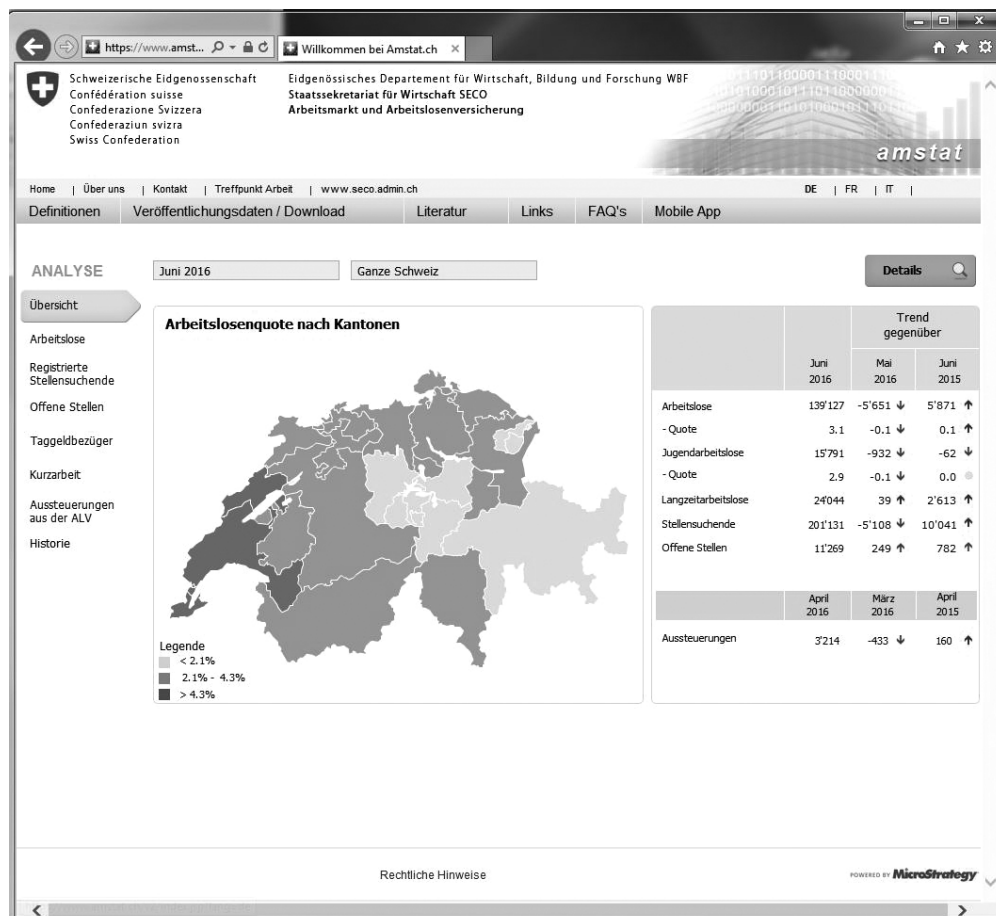 https://www.amst...
Willkommen bei Amstat.ch
Schweizerische Eidgenossenschaft
Confédération suisse
Confederazione Svizzera
Confederaziun svizra
Swiss Confederation
Eidgenössisches Departement für Wirtschaft, Bildung und Forschung WBF
Staatssekretariat für Wirtschaft SECO
Arbeitsmarkt und Arbeitslosenversicherung
amstat
Home | Über uns | Kontakt | Treffpunkt Arbeit | www.seco.admin.ch DE | FR | IT |
Definitionen Veröffentlichungsdaten / Download Literatur Links FAQ's Mobile App
ANALYSE Juni 2016 Ganze Schweiz Details
Übersicht
Arbeitslose
Registrierte
Stellensuchende
Offene Stellen
Taggeldbezüger
Kurzarbeit
Aussteuerungen
aus der ALV
Historie
Arbeitslosenquote nach Kantonen
Legende
< 2.1%
2.1% - 4.3%
> 4.3%
Trend
gegenüber
Juni Mai Juni
2016 2016 2015
Arbeitslose 139'127 -5'651 ↓ 5'871 ↑
- Quote 3.1 -0.1 ↓ 0.1 ↑
Jugendarbeitslose 15'791 -932 ↓ -62 ↓
- Quote 2.9 -0.1 ↓ 0.0
Langzeitarbeitslose 24'044 39 ↑ 2'613 ↑
Stellensuchende 201'131 -5'108 ↓ 10'041 ↑
Offene Stellen 11'269 249 ↑ 782 ↑
April März April
2016 2016 2015
Aussteuerungen 3'214 -433 ↓ 160 ↑
Rechtliche Hinweise
POWERED BY MicroStrategy